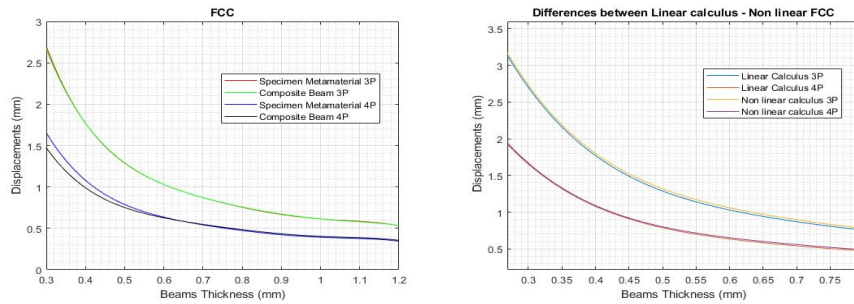 FCC
3
2.5
2
1.5
1
0.5
0
Displacements (mm)
Specimen Metamaterial 3P
Composite Beam 3P
Specimen Metamaterial 4P
Composite Beam 4P
0.3 0.4 0.5 0.6 0.7 0.8 0.9 1 1.1 1.2
Beams Thickness (mm)
Differences between Linear calculus - Non linear FCC
3.5
3
2.5
2
1.5
1
0.5
Displacements (mm)
Linear Calculus 3P
Linear Calculus 4P
Non linear calculus 3P
Non linear calculus 4P
0.3 0.35 0.4 0.45 0.5 0.55 0.6 0.65 0.7 0.75
Beams Thickness (mm)